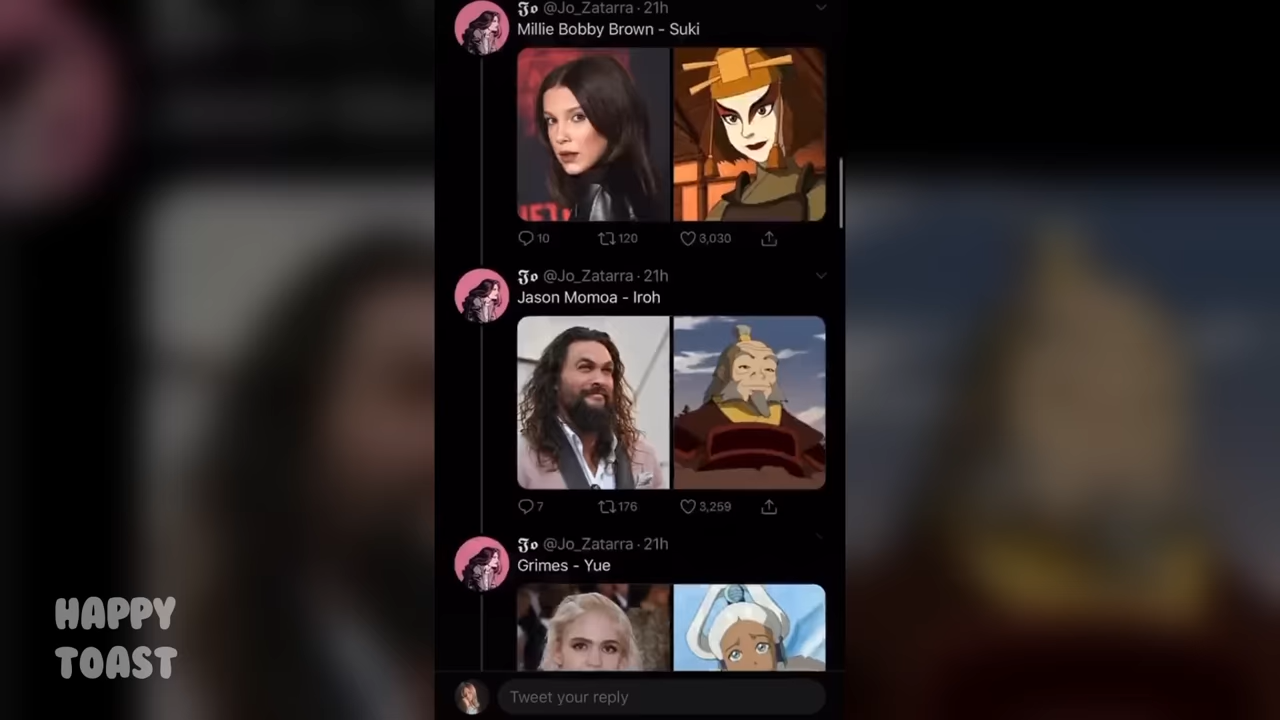 Jo @Jo_Zatarra · 21h
Millie Bobby Brown - Suki
10 120 3,030
Jo @Jo_Zatarra · 21h
Jason Momoa - Iroh
7 176 3,259
Jo @Jo_Zatarra · 21h
Grimes - Yue
Tweet your reply
HAPPY
TOAST